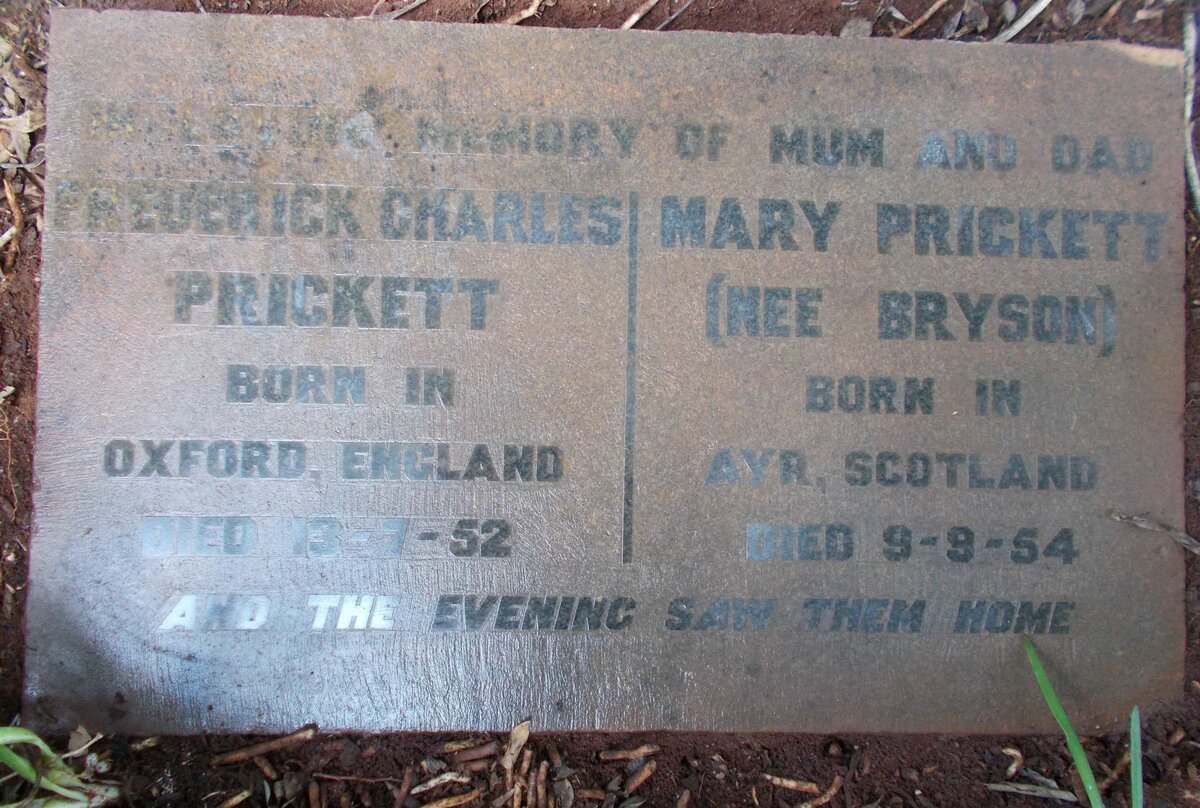 IN LOVING MEMORY OF MUM AND DAD
FREDERICK CHARLES
PRICKETT
BORN IN
OXFORD, ENGLAND
DIED 13-7-52
MARY PRICKETT
(NEE BRYSON)
BORN IN
AYR, SCOTLAND
DIED 9-9-54
AND THE EVENING SAW THEM HOME